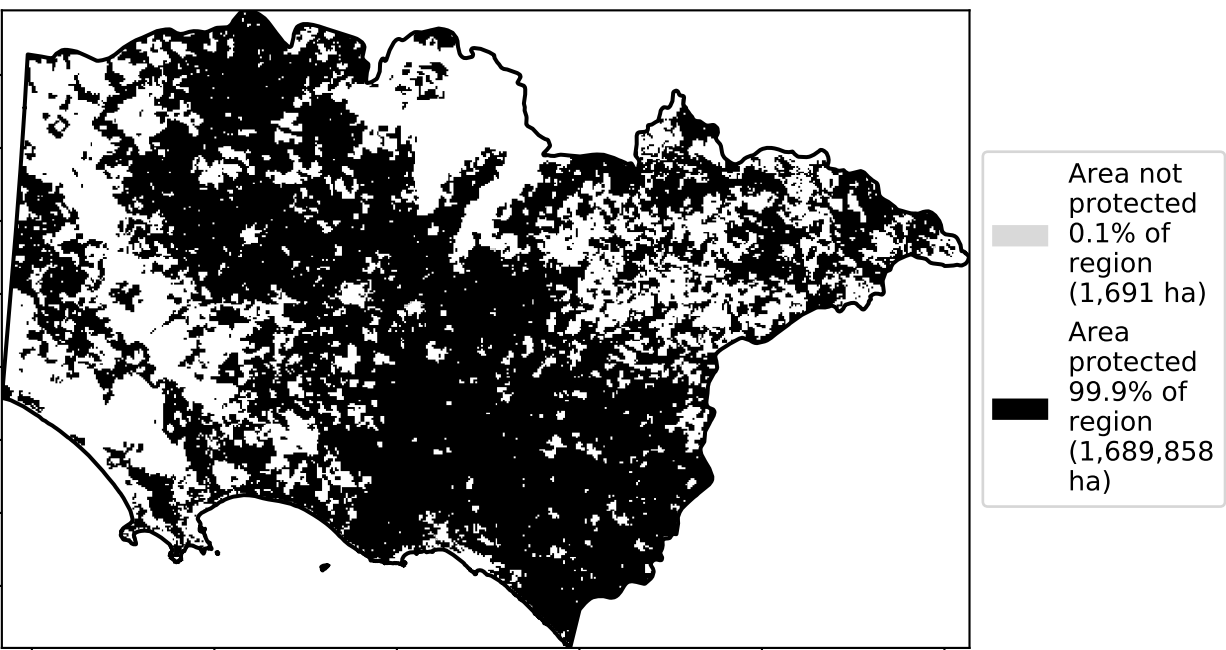 Area not
protected
0.1% of
region
(1,691 ha)
Area
protected
99.9% of
region
(1,689,858
ha)